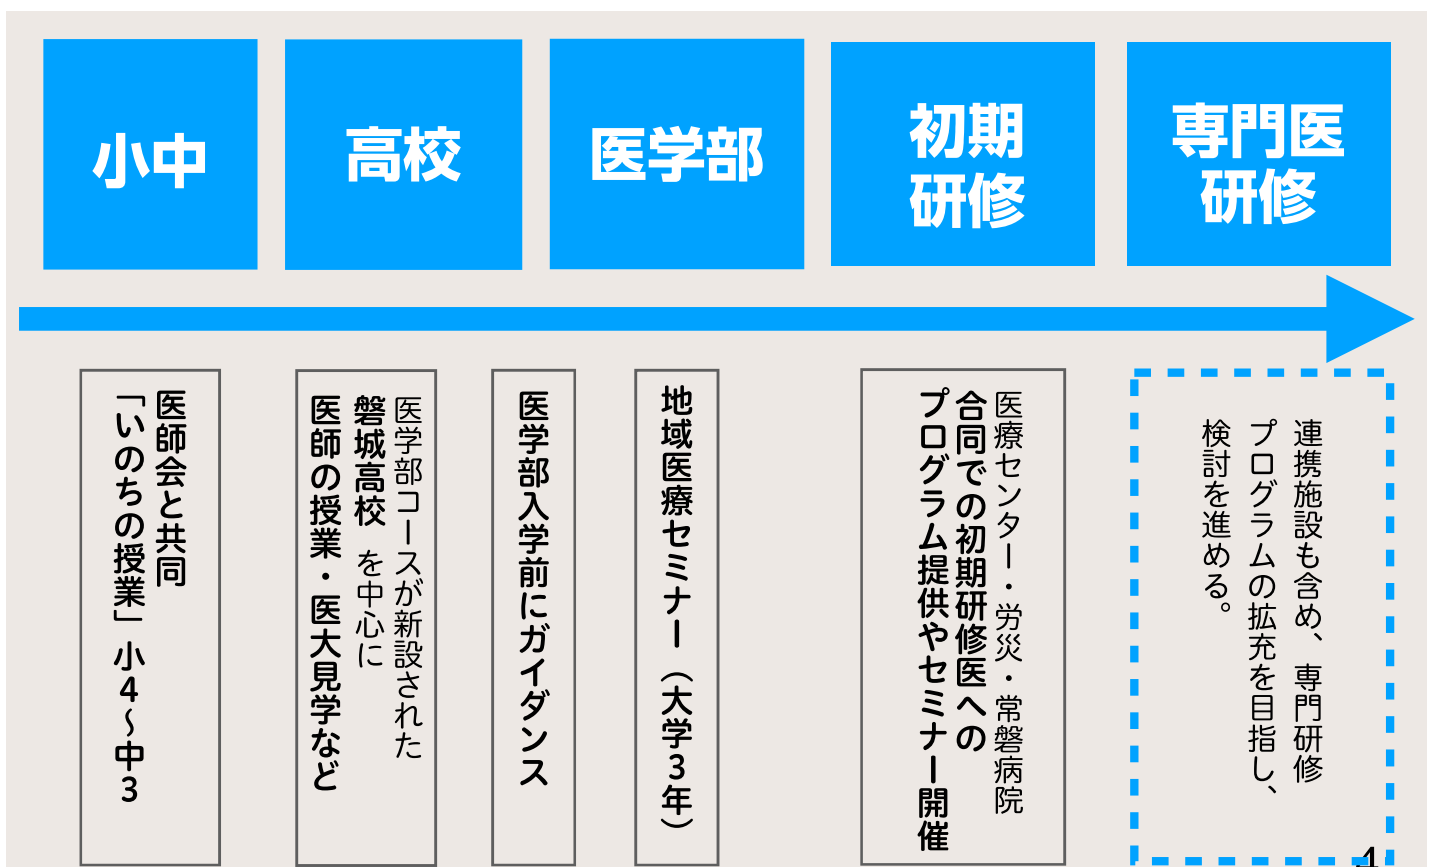 小中
高校
医学部
初期
研修
専門医
研修
医師会と共同
「いのちの授業」小4~中3
医学部コースが新設された
磐城高校 を中心に
医師の授業・医大見学など
医学部入学前にガイダンス
地域医療セミナー（大学3年）
医療センター・労災・常磐病院
合同での初期研修医への
プログラム提供やセミナー開催
連携施設も含め、専門研修
プログラムの拡充を目指し、
検討を進める。
4